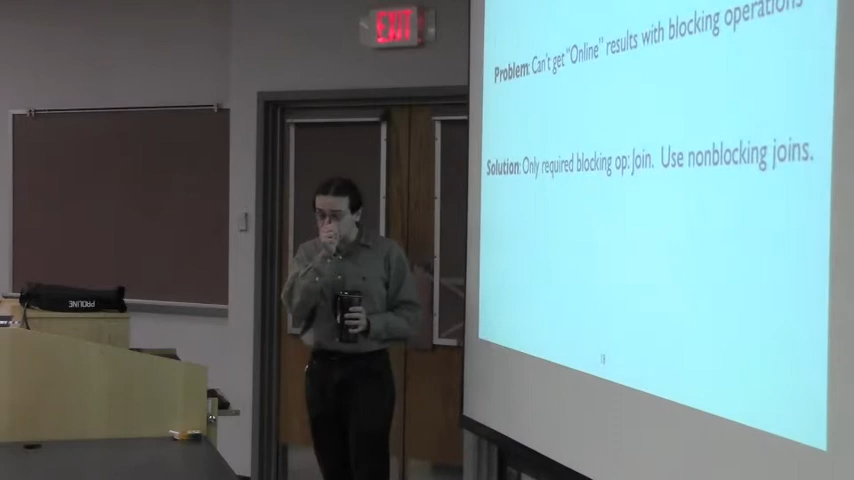 EXIT
Problem: Can't get "Online" results with blocking operations
Solution: Only required blocking op: Join. Use nonblocking joins.
PROLINE